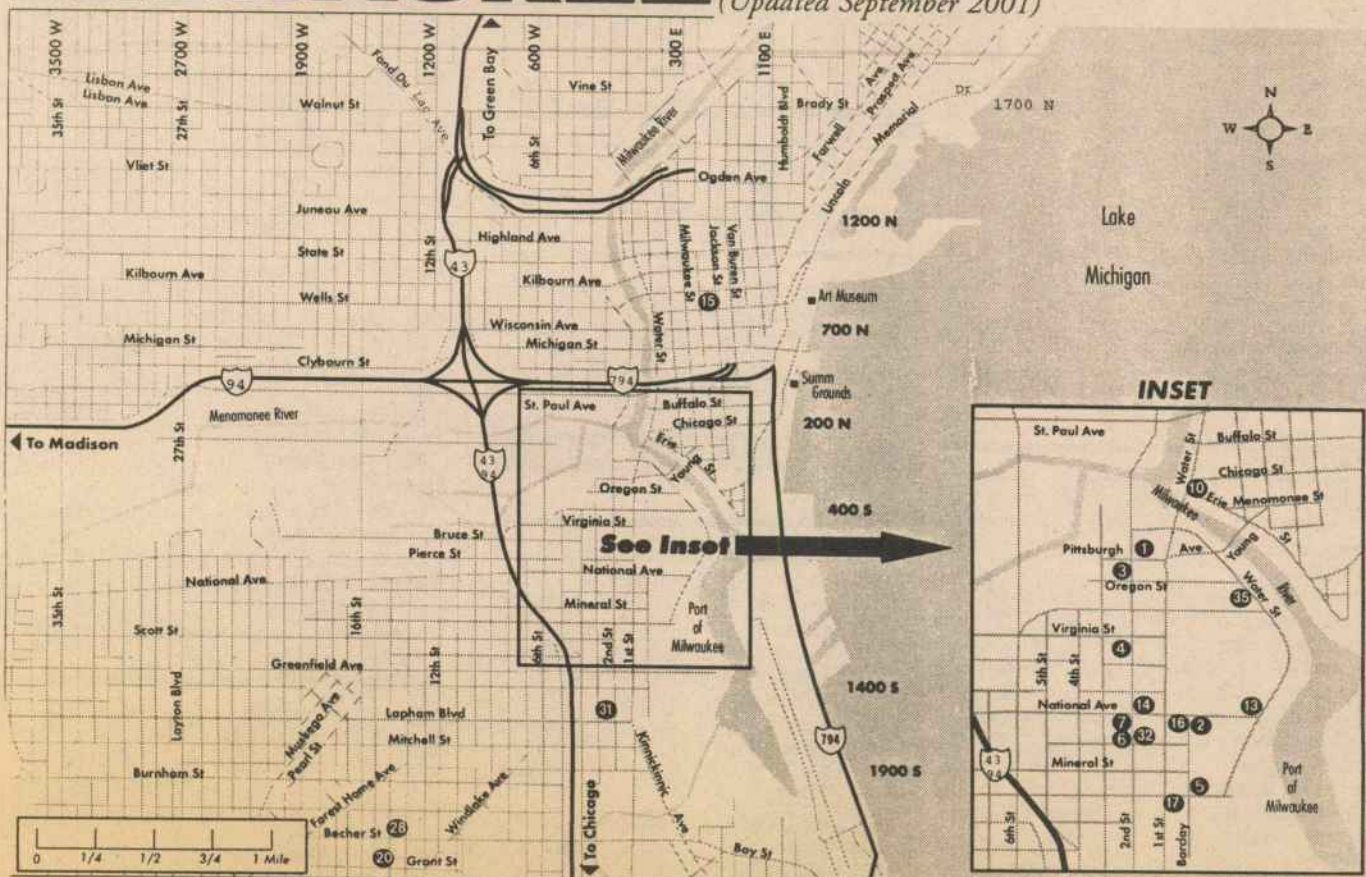 (Updated September 2001)
3500 W
2700 W
1900 W
1200 W
To Green Bay
600 W
300 E
1100 E
Lisbon Ave
Lisbon Ave
35th St
27th St
Walnut St
Fond Du Lac Ave
Vine St
6th St
Milwaukee River
Humboldt Blvd
Brady St
Farwell
Ave
Prospect Ave
Dr
1700 N
Memorial
Lincoln
N
W E
S
Vliet St
Ogden Ave
Juneau Ave
1200 N
Lake
Michigan
State St
12th St
Highland Ave
Milwaukee St
Jackson St
Van Buren St
Kilbourn Ave
43
Kilbourn Ave
Wells St
15
Art Museum
Wisconsin Ave
Water St
700 N
Michigan St
Michigan St
Clybourn St
94
794
Summ
Grounds
Menamanee River
St. Paul Ave
Buffalo St
Chicago St
200 N
To Madison
27th St
Erie
St
Young
43
94
Oregon St
400 S
Virginia St
Bruce St
Pierce St
See Inset
National Ave
National Ave
Mineral St
Port
of
Milwaukee
35th St
16th St
Scott St
6th St
2nd St
1st St
Greenfield Ave
12th St
Layton Blvd
Muskego Ave
Pearl St
Lapham Blvd
31
1400 S
Mitchell St
Kinnickinnic
Ave
794
1900 S
Burnham St
Forest Home Ave
Windlake Ave
To Chicago
Becher St
28
20
Grant St
Bay St
0 1/4 1/2 3/4 1 Mile
INSET
St. Paul Ave
Water St
Buffalo St
Chicago St
10
Milwaukee
Erie
Menomonee St
St
River
Pittsburgh
1
Ave
Young
3
Oregon St
Water St
35
Virginia St
4
5th St
4th St
National Ave
14
13
7
16
2
6
32
Mineral St
43
94
5
17
Port
of
Milwaukee
6th St
2nd St
1st St
Barclay